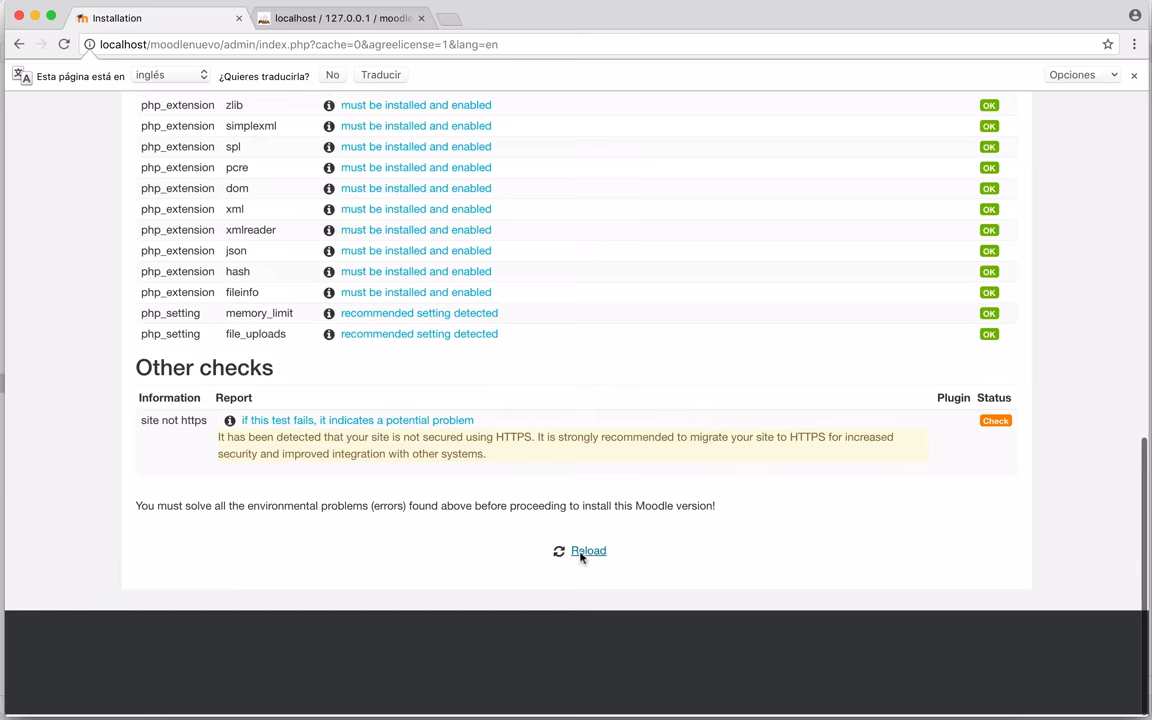 Installation
localhost / 127.0.0.1 / moodle
localhost/moodlenuevo/admin/index.php?cache=0&agreelicense=1&lang=en
Esta página está en inglés ¿Quieres traducirla? No Traducir Opciones
php_extension zlib must be installed and enabled OK
php_extension simplexml must be installed and enabled OK
php_extension spl must be installed and enabled OK
php_extension pcre must be installed and enabled OK
php_extension dom must be installed and enabled OK
php_extension xml must be installed and enabled OK
php_extension xmlreader must be installed and enabled OK
php_extension json must be installed and enabled OK
php_extension hash must be installed and enabled OK
php_extension fileinfo must be installed and enabled OK
php_setting memory_limit recommended setting detected OK
php_setting file_uploads recommended setting detected OK
Other checks
Information Report Plugin Status
site not https if this test fails, it indicates a potential problem Check
It has been detected that your site is not secured using HTTPS. It is strongly recommended to migrate your site to HTTPS for increased
security and improved integration with other systems.
You must solve all the environmental problems (errors) found above before proceeding to install this Moodle version!
Reload